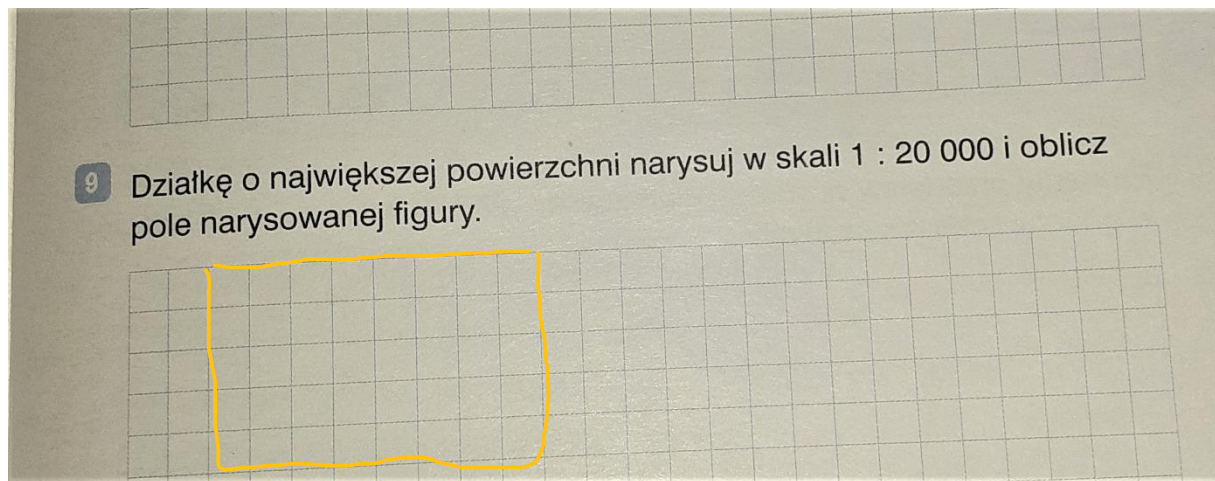 9 Działkę o największej powierzchni narysuj w skali 1 : 20 000 i oblicz
pole narysowanej figury.